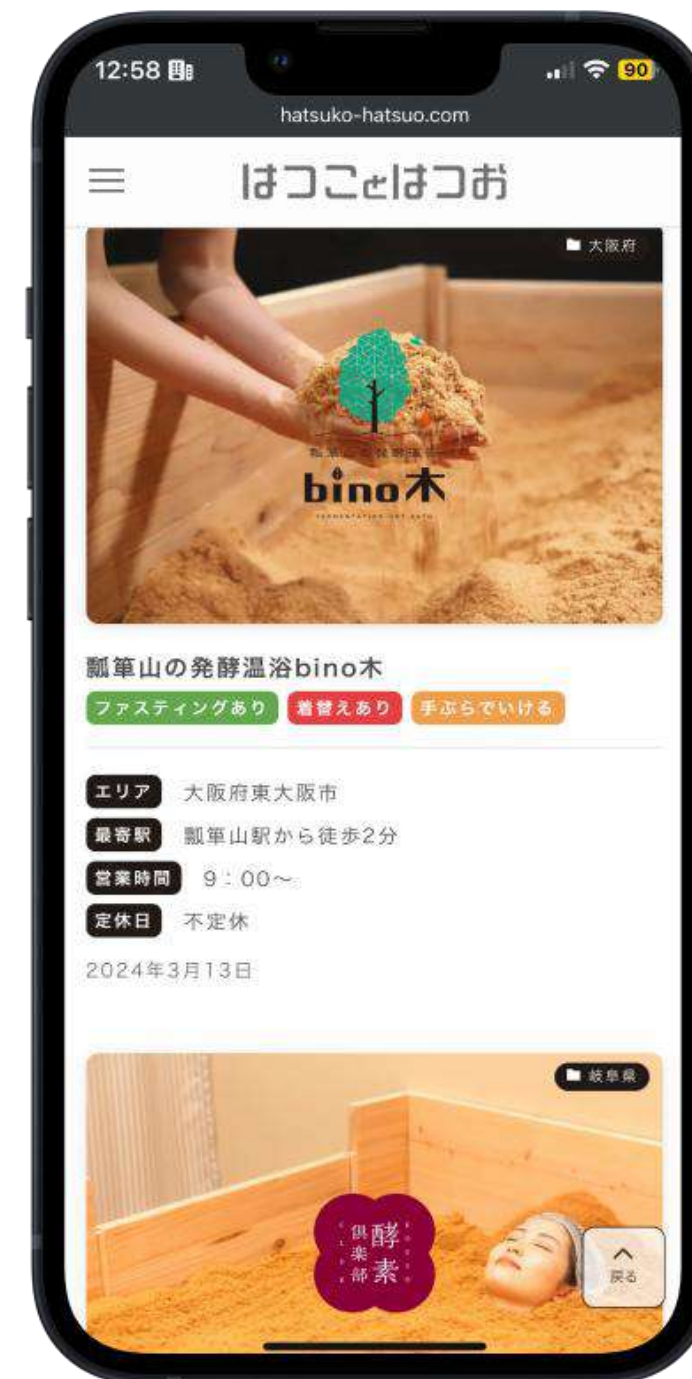 12:58
90
hatsuko-hatsuo.com
はつことはつお
大阪府
bino木
瓢箪山の発酵温浴bino木
ファスティングあり 着替えあり 手ぶらでいける
エリア 大阪府東大阪市
最寄駅 瓢箪山駅から徒歩2分
営業時間 9：00〜
定休日 不定休
2024年3月13日
岐阜県
酵素
倶楽部
戻る